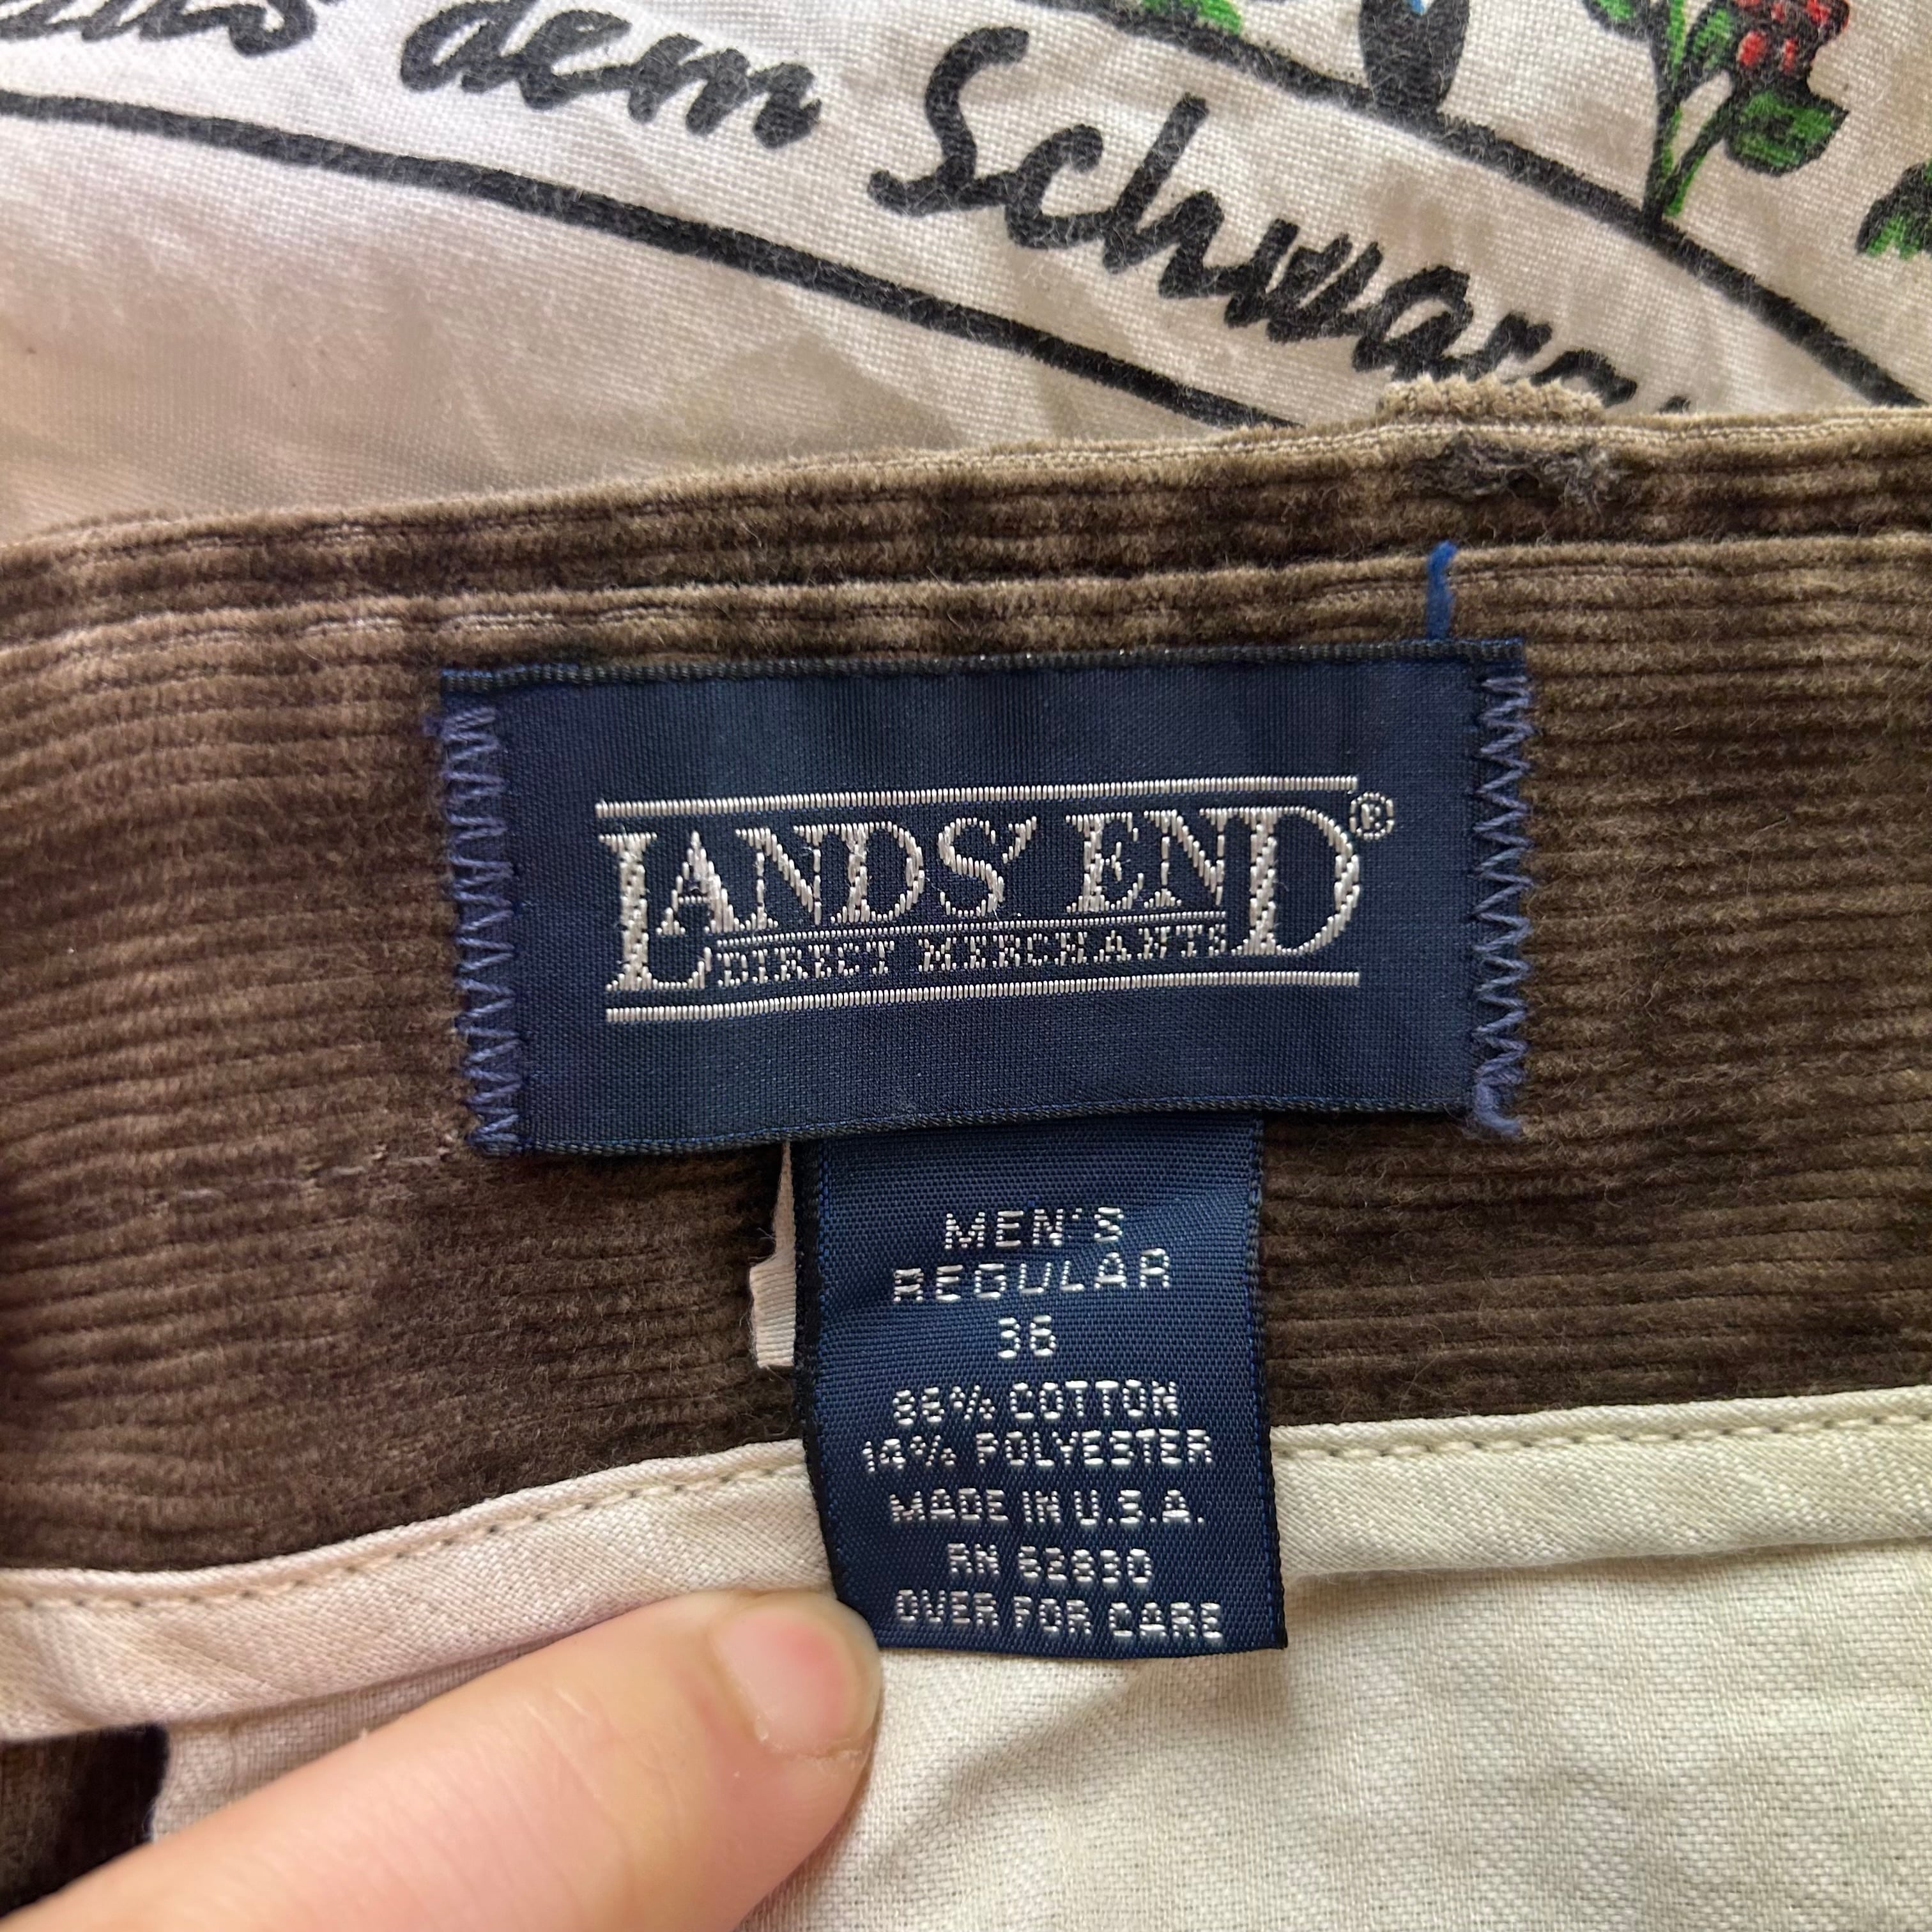 aus dem Schwarz
LANDS' END®
DIRECT MERCHANTS
MEN'S
REGULAR
36
86% COTTON
14% POLYESTER
MADE IN U.S.A.
RN 62830
OVER FOR CARE